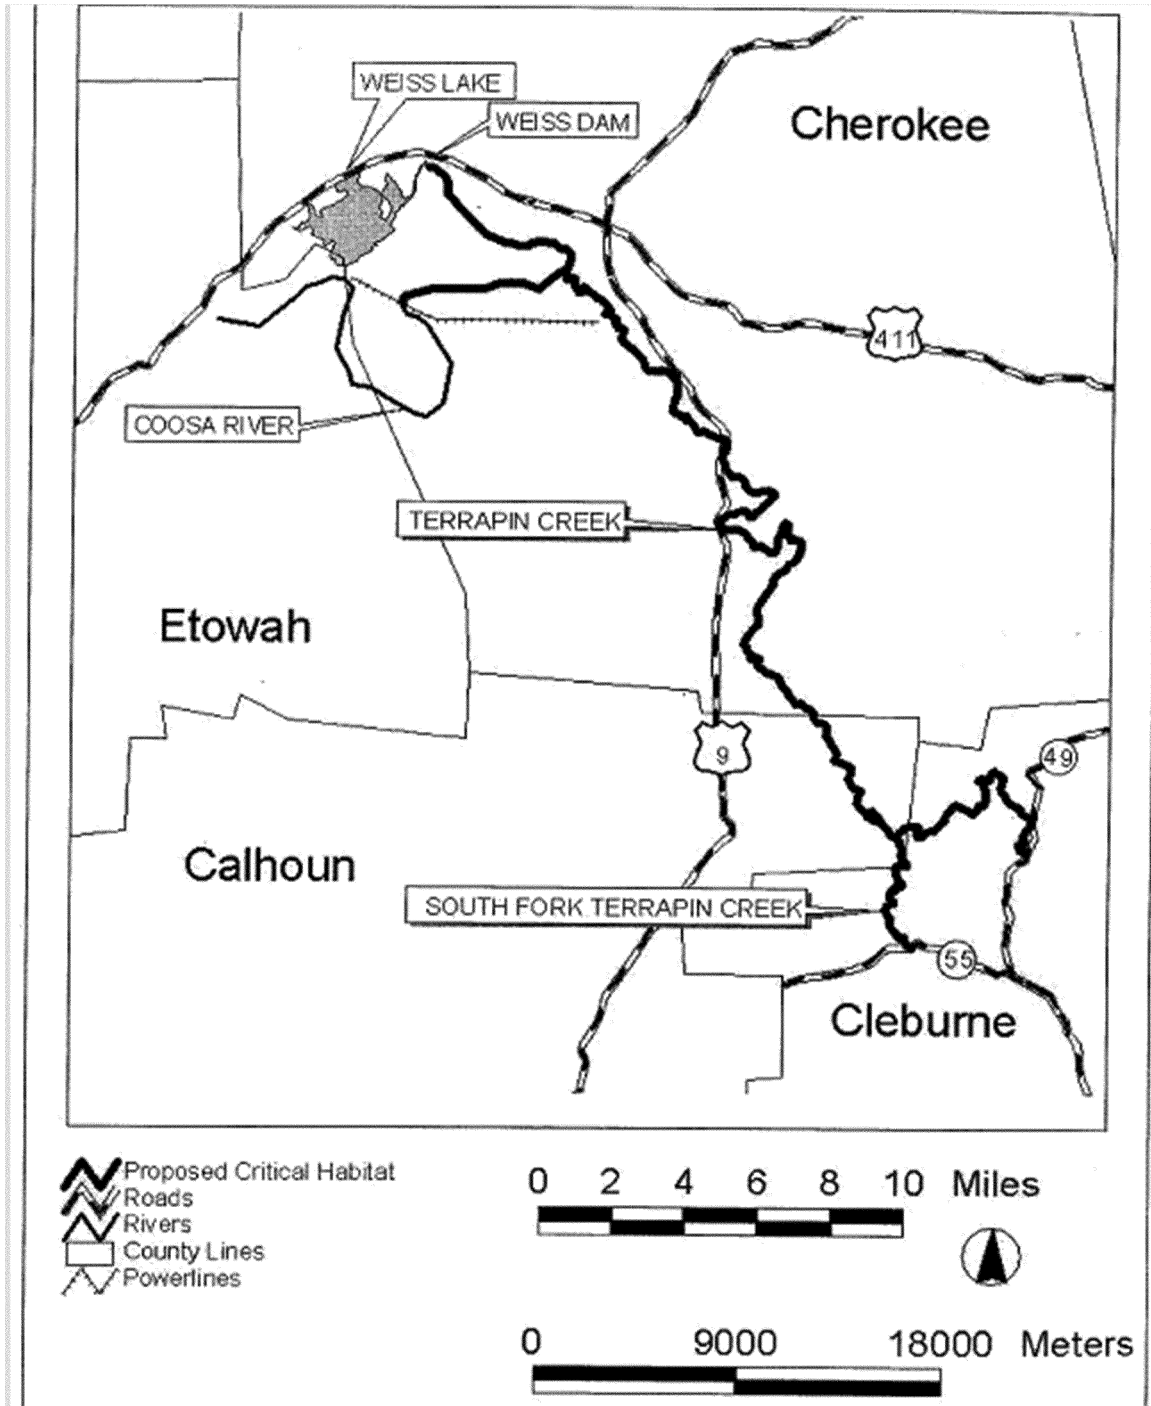 WEISS LAKE
WEISS DAM
Cherokee
411
COOSA RIVER
TERRAPIN CREEK
Etowah
9
49
Calhoun
SOUTH FORK TERRAPIN CREEK
55
Cleburne
Proposed Critical Habitat
Roads
Rivers
County Lines
Powerlines
0 2 4 6 8 10 Miles
0 9000 18000 Meters